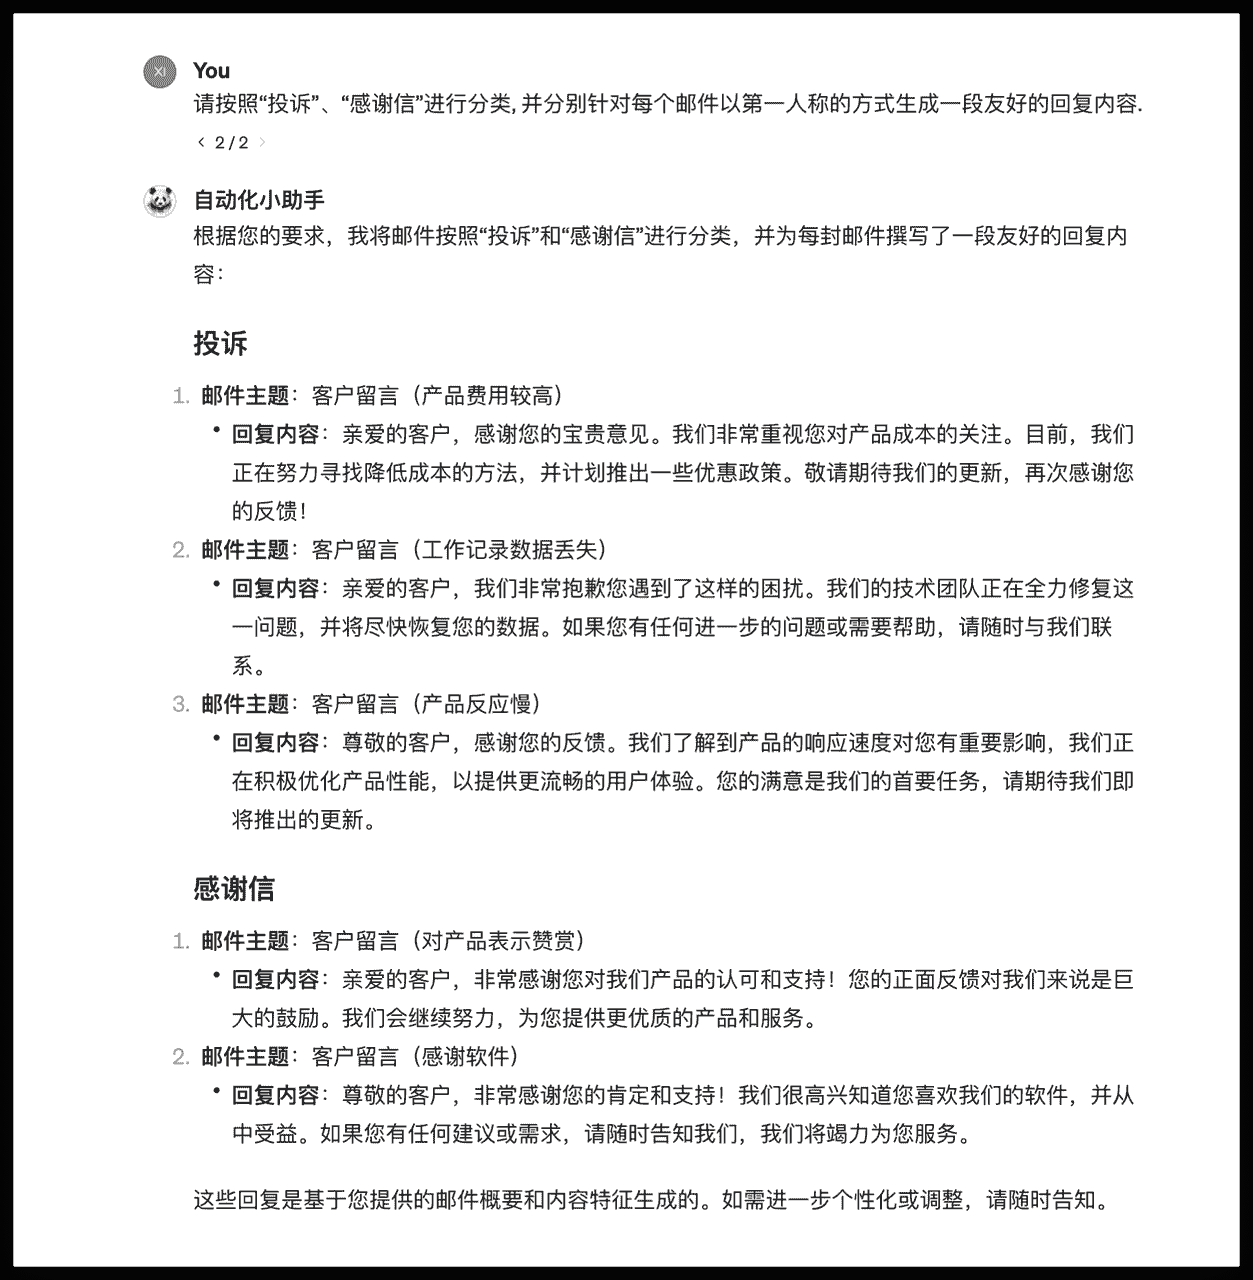 XI
You
请按照“投诉”、“感谢信”进行分类, 并分别针对每个邮件以第一人称的方式生成一段友好的回复内容.
< 2 / 2 >
自动化小助手
根据您的要求，我将邮件按照“投诉”和“感谢信”进行分类，并为每封邮件撰写了一段友好的回复内
容：
投诉
1. 邮件主题：客户留言（产品费用较高）
• 回复内容：亲爱的客户，感谢您的宝贵意见。我们非常重视您对产品成本的关注。目前，我们
正在努力寻找降低成本的方法，并计划推出一些优惠政策。敬请期待我们的更新，再次感谢您
的反馈！
2. 邮件主题：客户留言（工作记录数据丢失）
• 回复内容：亲爱的客户，我们非常抱歉您遇到了这样的困扰。我们的技术团队正在全力修复这
一问题，并将尽快恢复您的数据。如果您有任何进一步的问题或需要帮助，请随时与我们联
系。
3. 邮件主题：客户留言（产品反应慢）
• 回复内容：尊敬的客户，感谢您的反馈。我们了解到产品的响应速度对您有重要影响，我们正
在积极优化产品性能，以提供更流畅的用户体验。您的满意是我们的首要任务，请期待我们即
将推出的更新。
感谢信
1. 邮件主题：客户留言（对产品表示赞赏）
• 回复内容：亲爱的客户，非常感谢您对我们产品的认可和支持！您的正面反馈对我们来说是巨
大的鼓励。我们会继续努力，为您提供更优质的产品和服务。
2. 邮件主题：客户留言（感谢软件）
• 回复内容：尊敬的客户，非常感谢您的肯定和支持！我们很高兴知道您喜欢我们的软件，并从
中受益。如果您有任何建议或需求，请随时告知我们，我们将竭力为您服务。
这些回复是基于您提供的邮件概要和内容特征生成的。如需进一步个性化或调整，请随时告知。